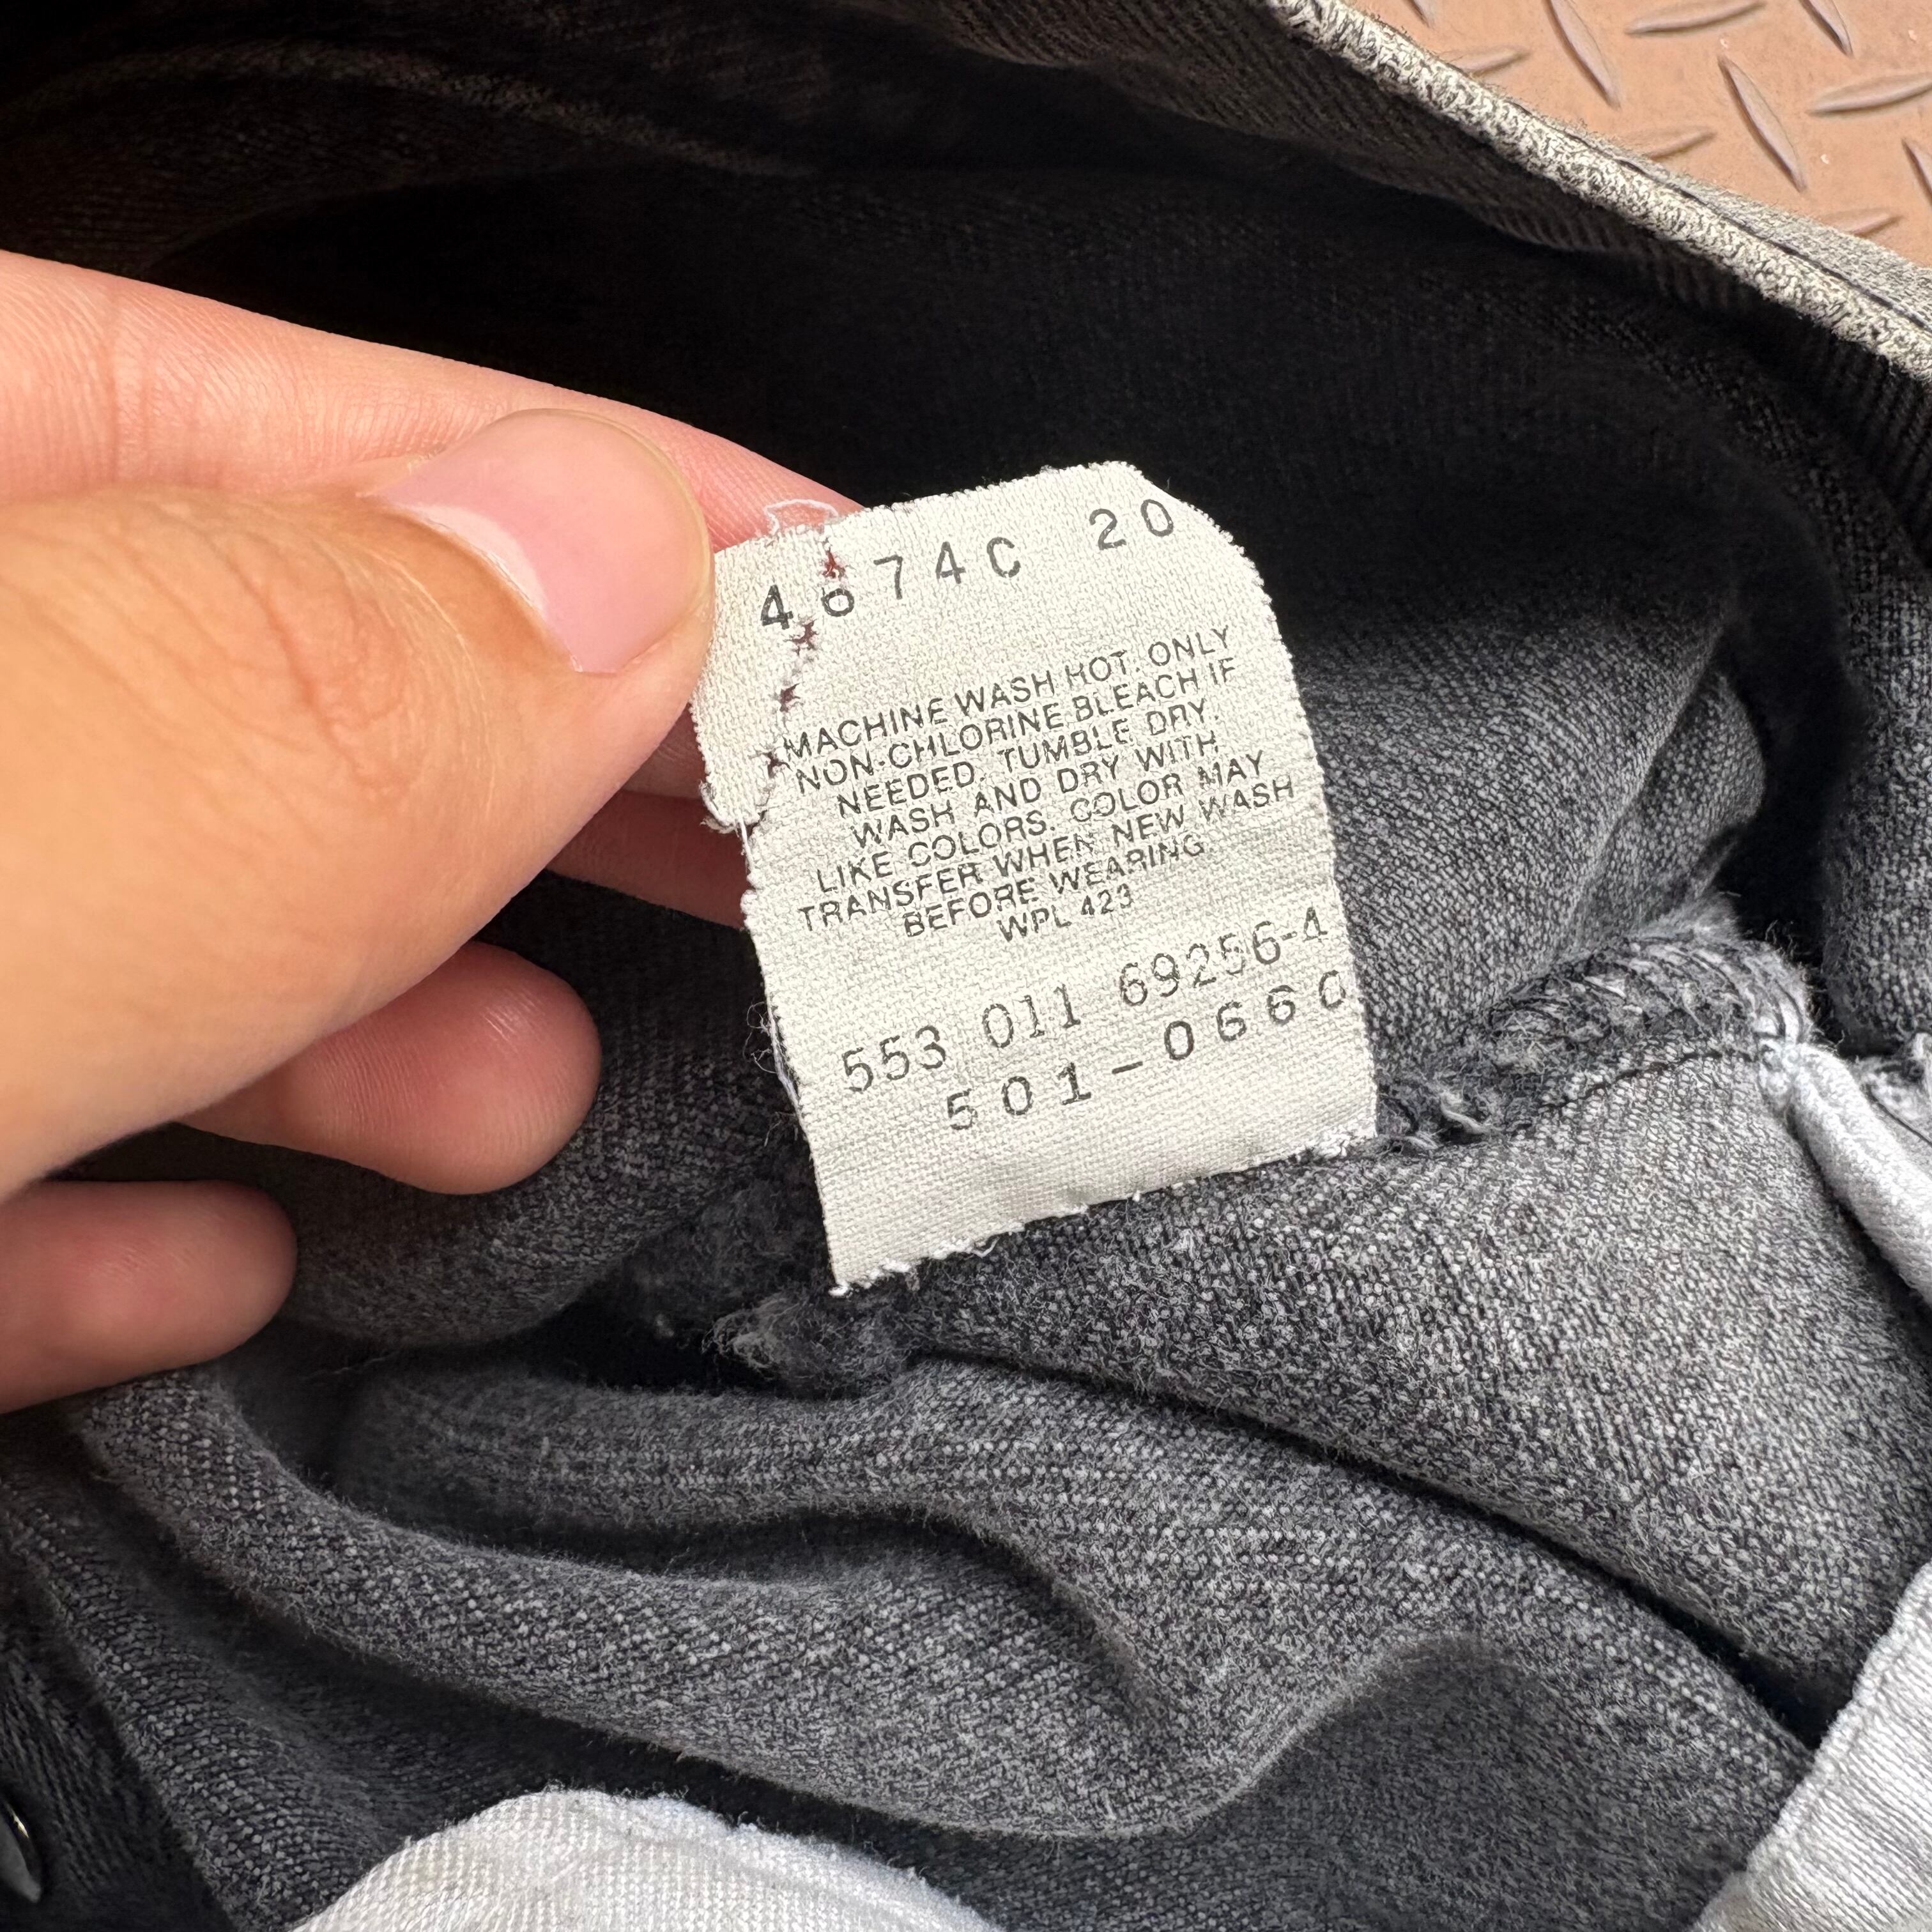 4674C 20
MACHINE WASH HOT. ONLY
NON-CHLORINE BLEACH IF
NEEDED. TUMBLE DRY.
WASH AND DRY WITH
LIKE COLORS. COLOR MAY
TRANSFER WHEN NEW WASH
BEFORE WEARING
WPL 423
553 011 69256-4
501-0660